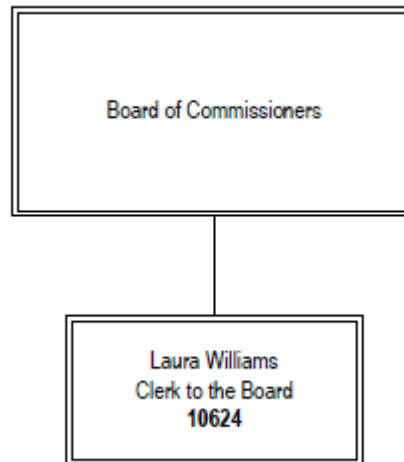 Board of Commissioners
Laura Williams
Clerk to the Board
10624